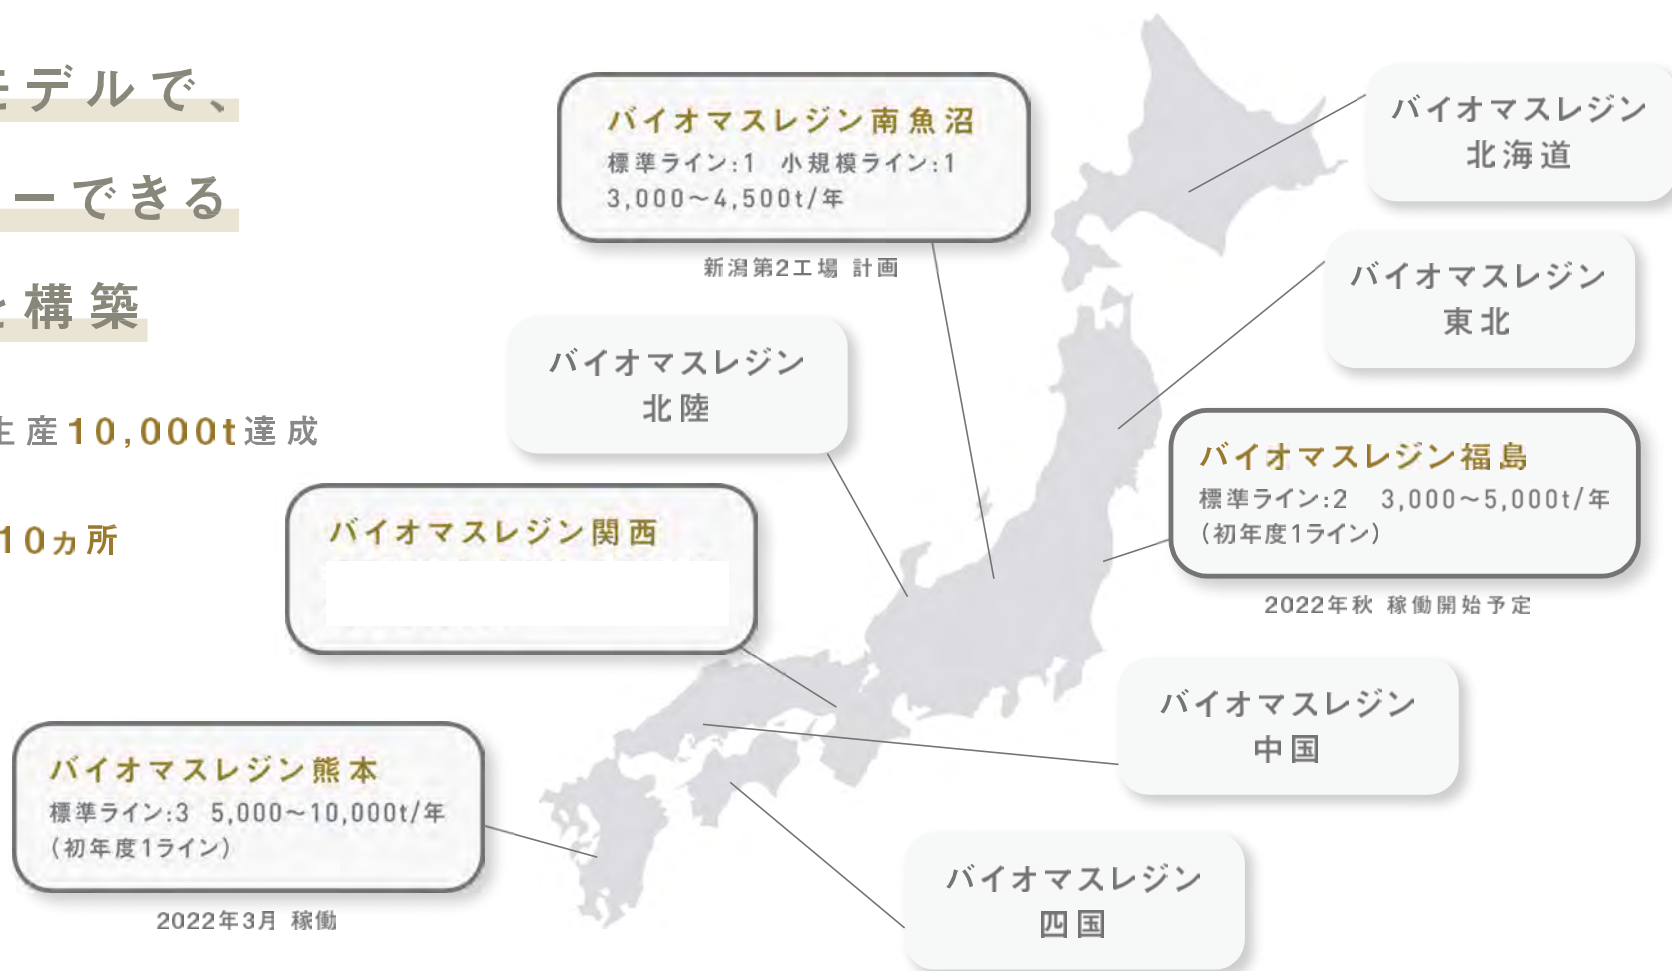 モデルで、
ーできる
を構築
生産10,000t達成
10ヵ所
バイオマスレジン南魚沼
標準ライン:1 小規模ライン:1
3,000〜4,500t/年
新潟第2工場 計画
バイオマスレジン
北海道
バイオマスレジン
東北
バイオマスレジン
北陸
バイオマスレジン福島
標準ライン:2 3,000〜5,000t/年
(初年度1ライン)
2022年秋 稼働開始予定
バイオマスレジン関西
バイオマスレジン
中国
バイオマスレジン熊本
標準ライン:3 5,000〜10,000t/年
(初年度1ライン)
2022年3月 稼働
バイオマスレジン
四国